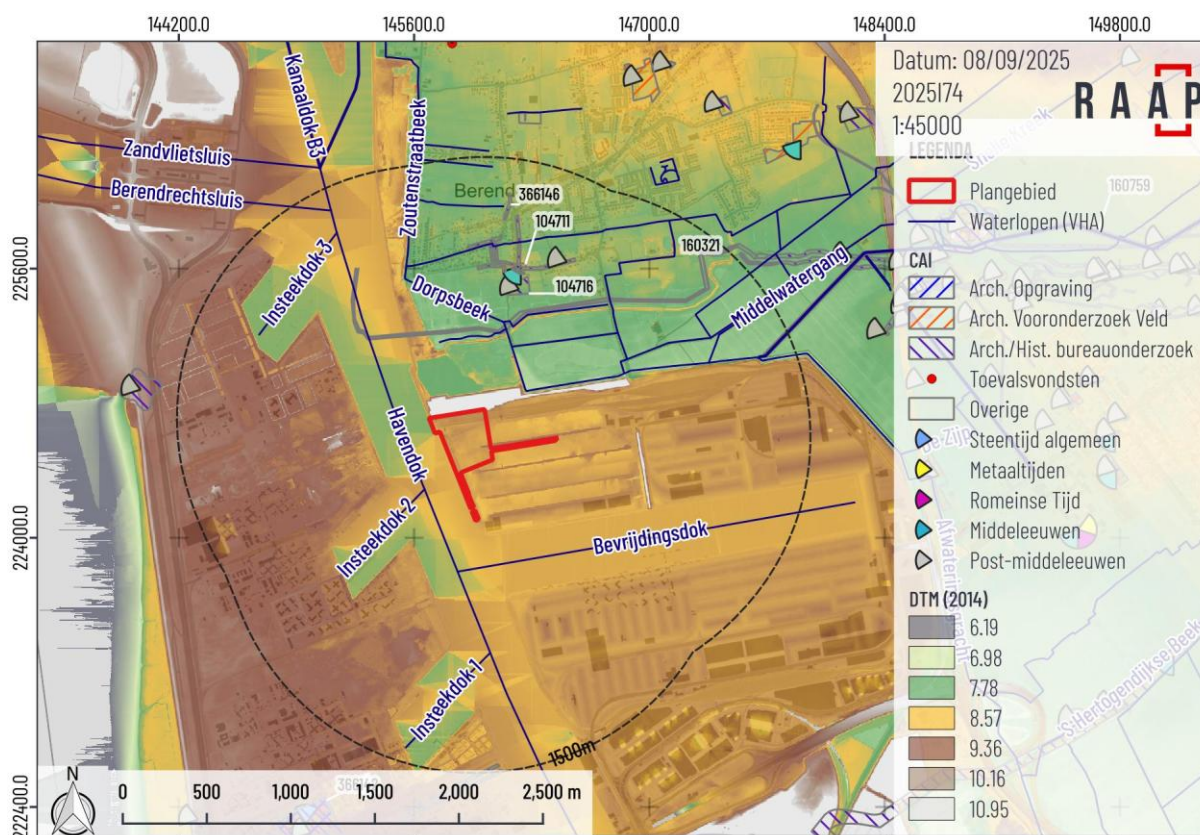 144200.0 145600.0 147000.0 148400.0 149800.0
225600.0
224000.0
222400.0
Datum: 08/09/2025
2025I74
1:45000
RAAP
LEGENDA
Plangebied
Waterlopen (VHA)
CAI
Arch. Opgraving
Arch. Vooronderzoek Veld
Arch./Hist. bureauonderzoek
Toevalsvondsten
Overige
Steentijd algemeen
Metaaltijden
Romeinse Tijd
Middeleeuwen
Post-middeleeuwen
DTM (2014)
6.19
6.98
7.78
8.57
9.36
10.16
10.95
Kanaaldok-B3
Zoutenstraatbeek
Zandvlietsluis
Berendrechtsluis
Berend
366146
104711
160321
104716
160759
Insteekdok-3
Dorpsbeek
Middelwatergang
Havendok
Insteekdok-2
Bevrijdingsdok
Insteekdok-1
1500m
De Zijp
'sHertogendijkse Beek
N
0 500 1,000 1,500 2,000 2,500 m